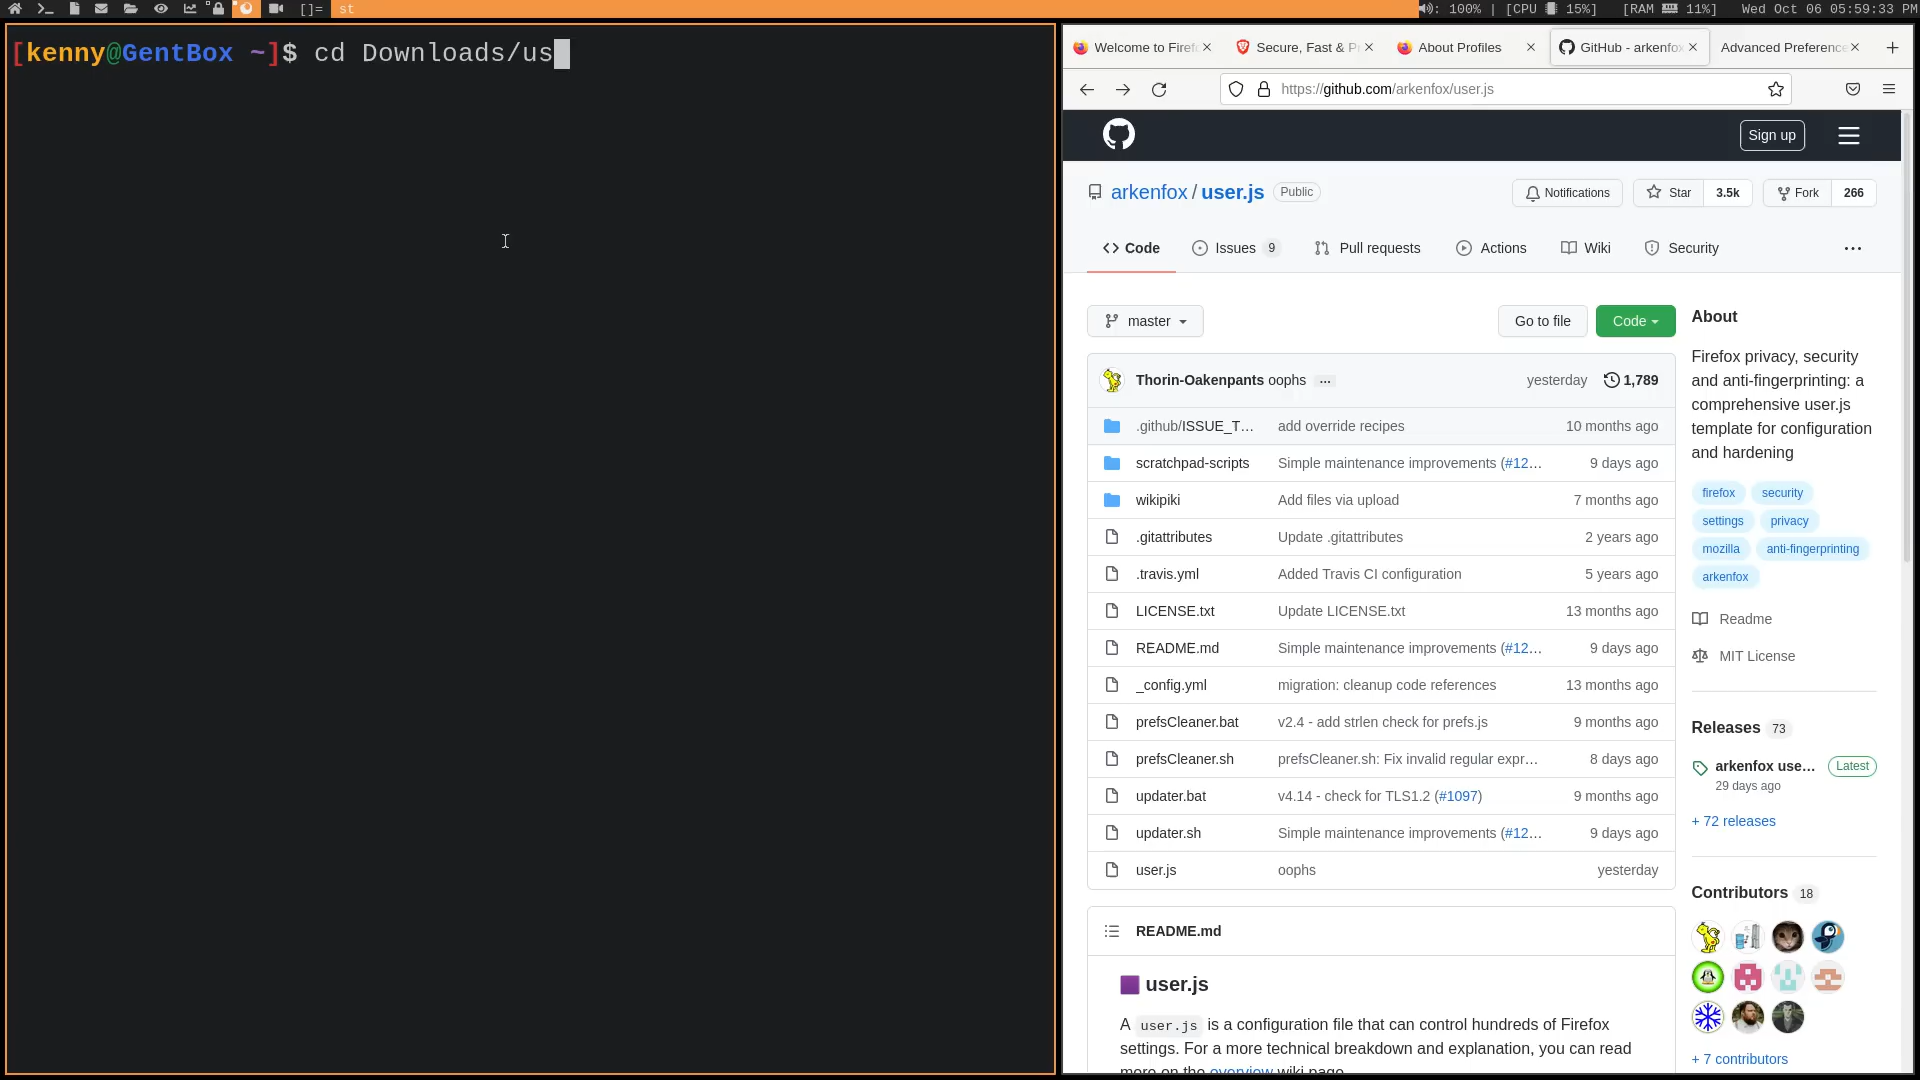 []= st : 100% | [CPU 15%] [RAM 11%] Wed Oct 06 05:59:33 PM
[kenny@GentBox ~]$ cd Downloads/us
Welcome to Firef
Secure, Fast & Pr
About Profiles
GitHub - arkenfox
Advanced Preference
https://github.com/arkenfox/user.js
Sign up
arkenfox / user.js Public
Notifications
Star 3.5k
Fork 266
Code
Issues 9
Pull requests
Actions
Wiki
Security
master
Go to file
Code
Thorin-Oakenpants oophs ... yesterday 1,789
.github/ISSUE_T… add override recipes 10 months ago
scratchpad-scripts Simple maintenance improvements (#12… 9 days ago
wikipiki Add files via upload 7 months ago
.gitattributes Update .gitattributes 2 years ago
.travis.yml Added Travis CI configuration 5 years ago
LICENSE.txt Update LICENSE.txt 13 months ago
README.md Simple maintenance improvements (#12… 9 days ago
_config.yml migration: cleanup code references 13 months ago
prefsCleaner.bat v2.4 - add strlen check for prefs.js 9 months ago
prefsCleaner.sh prefsCleaner.sh: Fix invalid regular expr… 8 days ago
updater.bat v4.14 - check for TLS1.2 (#1097) 9 months ago
updater.sh Simple maintenance improvements (#12… 9 days ago
user.js oophs yesterday
README.md
user.js
A user.js is a configuration file that can control hundreds of Firefox
settings. For a more technical breakdown and explanation, you can read
more on the overview wiki page.
About
Firefox privacy, security
and anti-fingerprinting: a
comprehensive user.js
template for configuration
and hardening
firefox security
settings privacy
mozilla anti-fingerprinting
arkenfox
Readme
MIT License
Releases 73
arkenfox use... Latest
29 days ago
+ 72 releases
Contributors 18
+ 7 contributors